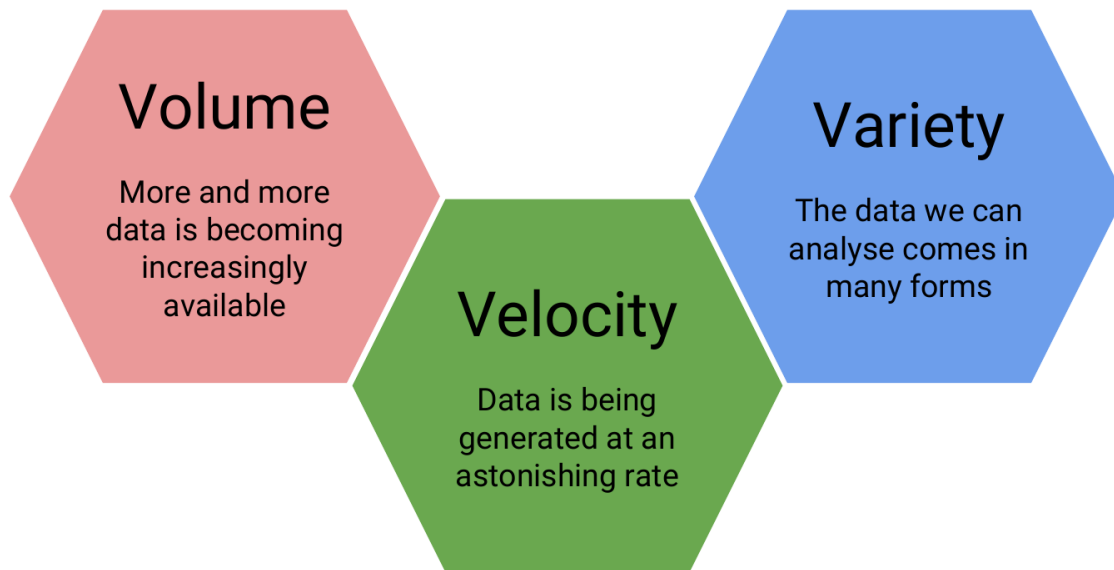 Volume
More and more
data is becoming
increasingly
available
Velocity
Data is being
generated at an
astonishing rate
Variety
The data we can
analyse comes in
many forms